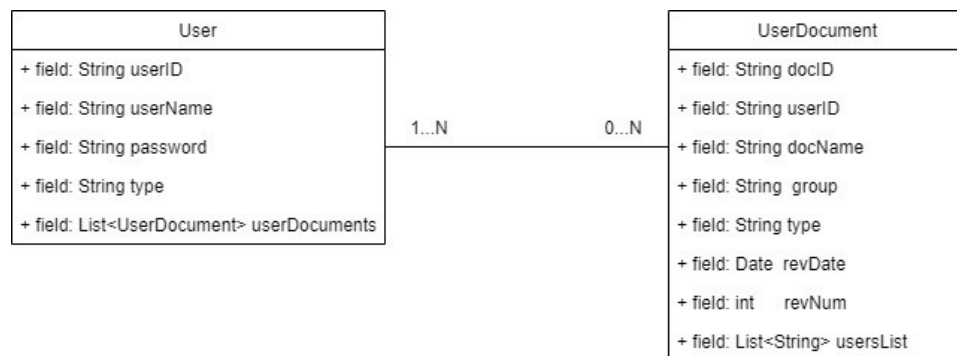 User
+ field: String userID
+ field: String userName
+ field: String password
+ field: String type
+ field: List<UserDocument> userDocuments
1...N
0...N
UserDocument
+ field: String docID
+ field: String userID
+ field: String docName
+ field: String group
+ field: String type
+ field: Date revDate
+ field: int revNum
+ field: List<String> usersList